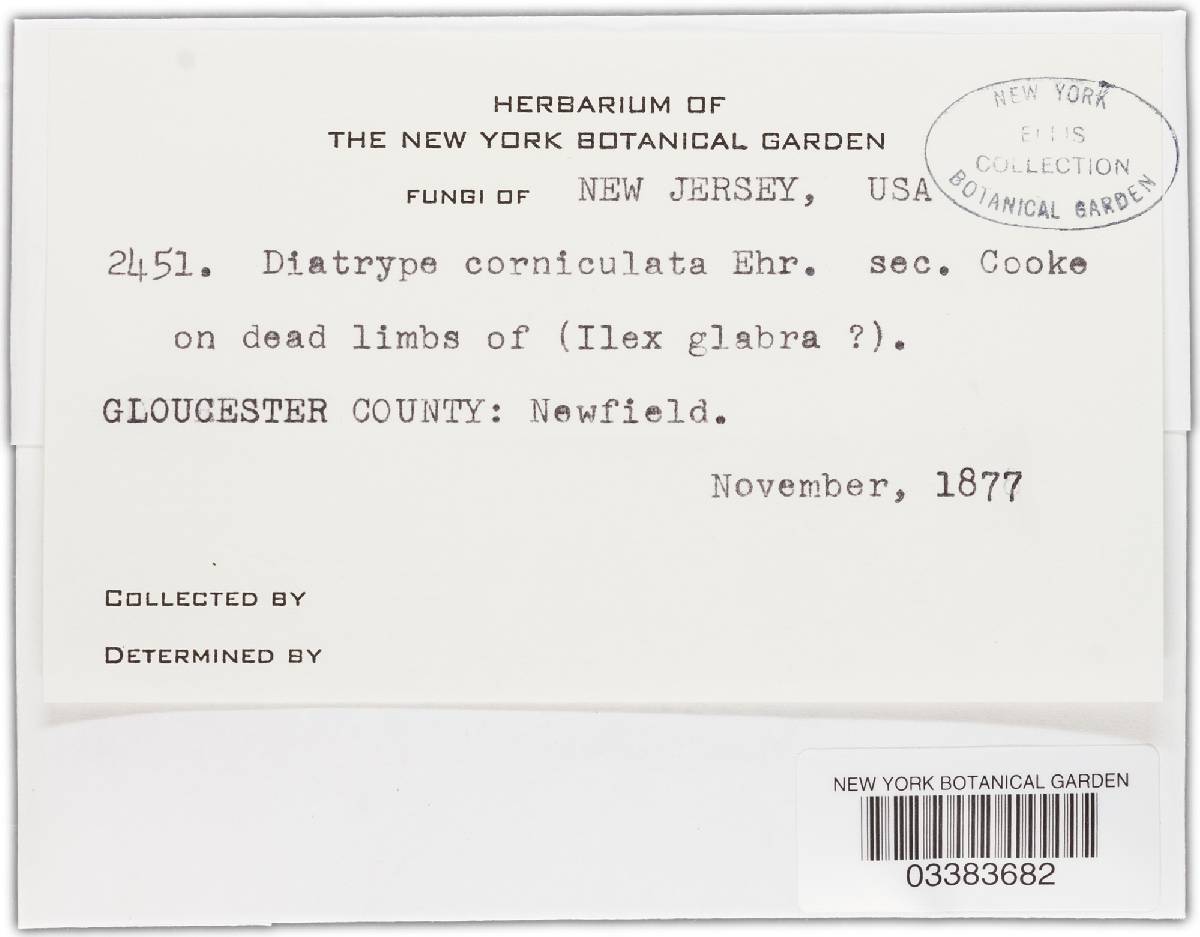 HERBARIUM OF
THE NEW YORK BOTANICAL GARDEN
FUNGI OF NEW JERSEY, USA
NEW YORK
ELLIS
COLLECTION
BOTANICAL GARDEN
2451. Diatrype corniculata Ehr. sec. Cooke
on dead limbs of (Ilex glabra ?).
GLOUCESTER COUNTY: Newfield.
November, 1877
COLLECTED BY
DETERMINED BY
NEW YORK BOTANICAL GARDEN
03383682